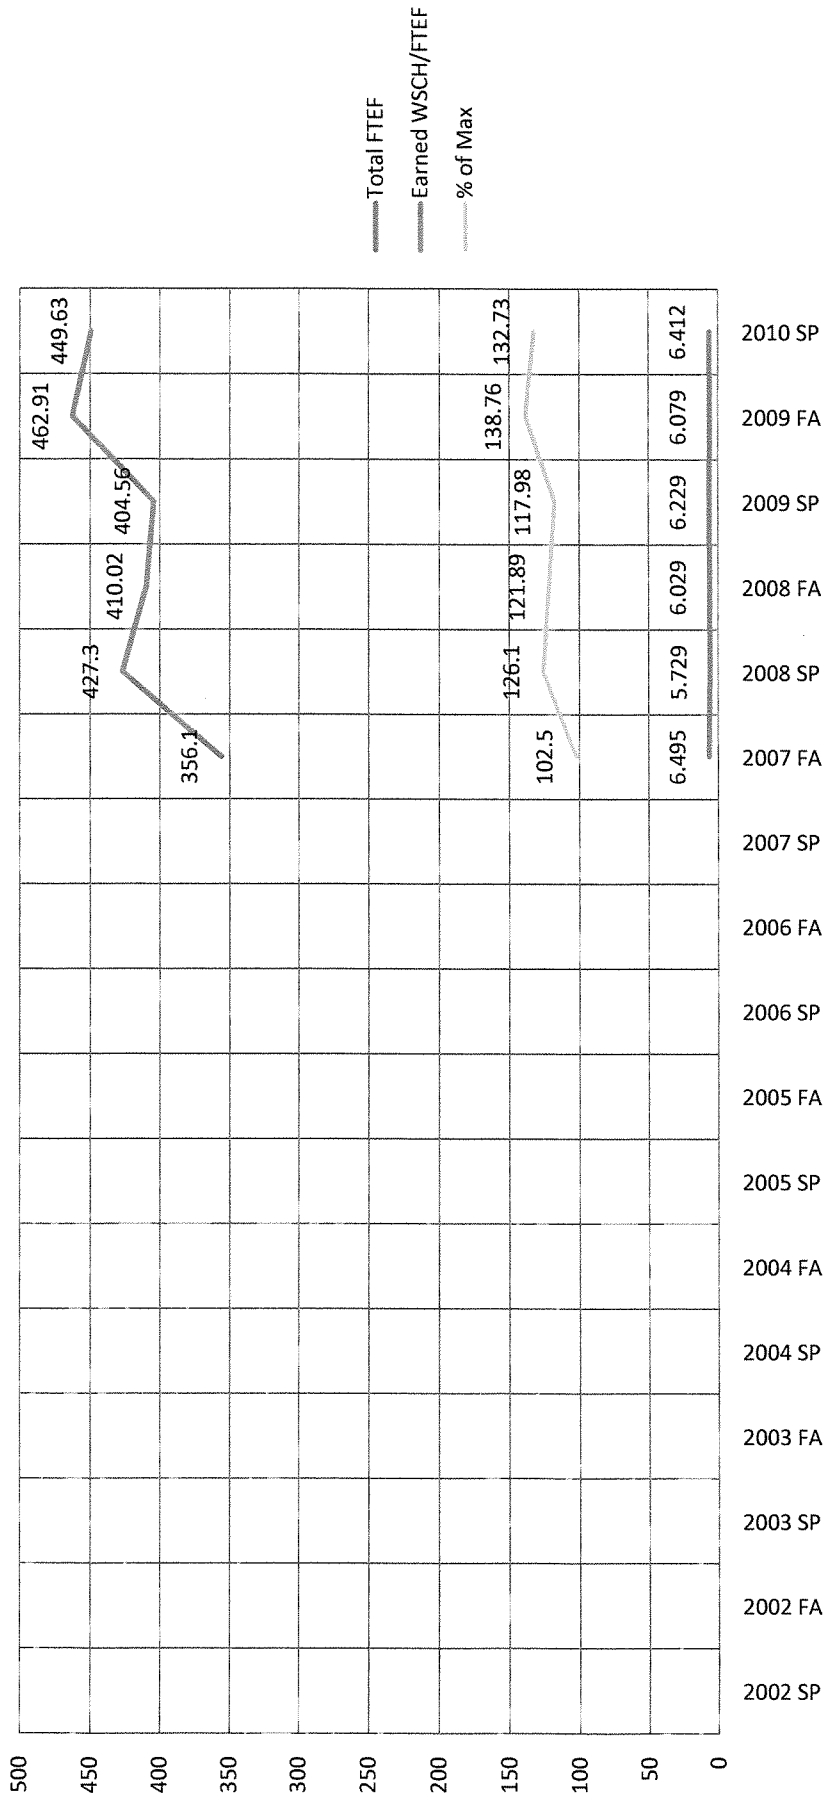 500
450
400
350
300
250
200
150
100
50
0
356.1
427.3
410.02
404.56
462.91
449.63
102.5
126.1
121.89
117.98
138.76
132.73
6.495
5.729
6.029
6.229
6.079
6.412
2002 SP
2002 FA
2003 SP
2003 FA
2004 SP
2004 FA
2005 SP
2005 FA
2006 SP
2006 FA
2007 SP
2007 FA
2008 SP
2008 FA
2009 SP
2009 FA
2010 SP
Total FTEF
Earned WSCH/FTEF
% of Max